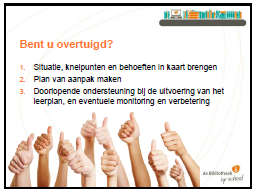 Bent u overtuigd?
1. Situatie, knelpunten en behoeften in kaart brengen
2. Plan van aanpak maken
3. Doorlopende ondersteuning bij de uitvoering van het
leerplan, en eventuele monitoring en verbetering
de Bibliotheek
op school